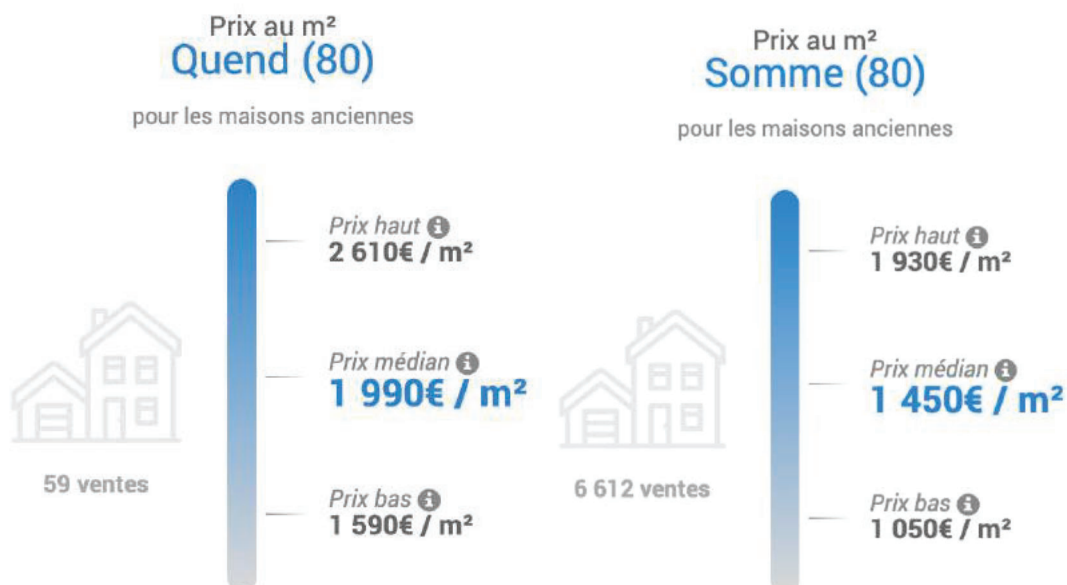 Prix au m²
Quend (80)
pour les maisons anciennes
Prix haut
2 610€ / m²
Prix médian
1 990€ / m²
59 ventes
Prix bas
1 590€ / m²
Prix au m²
Somme (80)
pour les maisons anciennes
Prix haut
1 930€ / m²
Prix médian
1 450€ / m²
6 612 ventes
Prix bas
1 050€ / m²